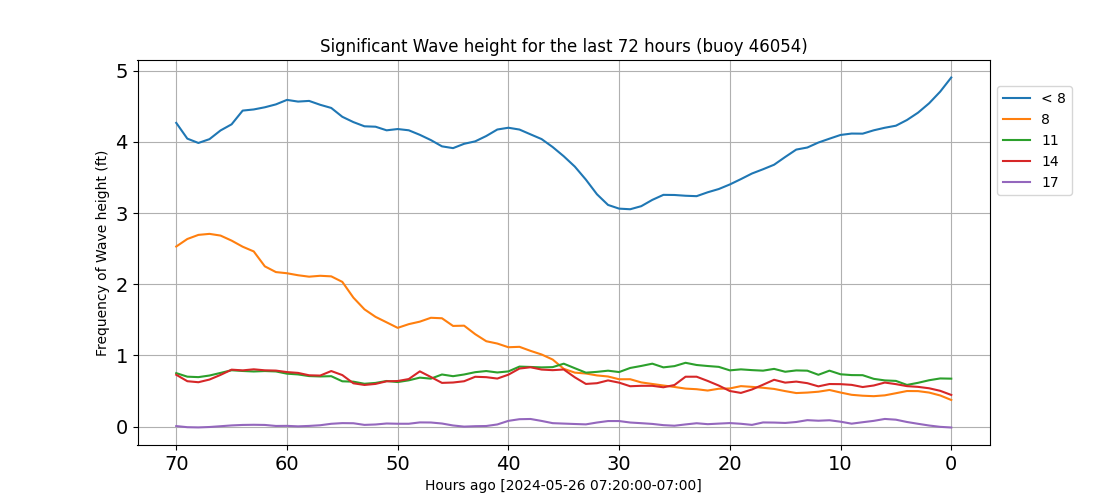 Significant Wave height for the last 72 hours (buoy 46054)
Frequency of Wave height (ft)
5
4
3
2
1
0
70 60 50 40 30 20 10 0
Hours ago [2024-05-26 07:20:00-07:00]
< 8
8
11
14
17